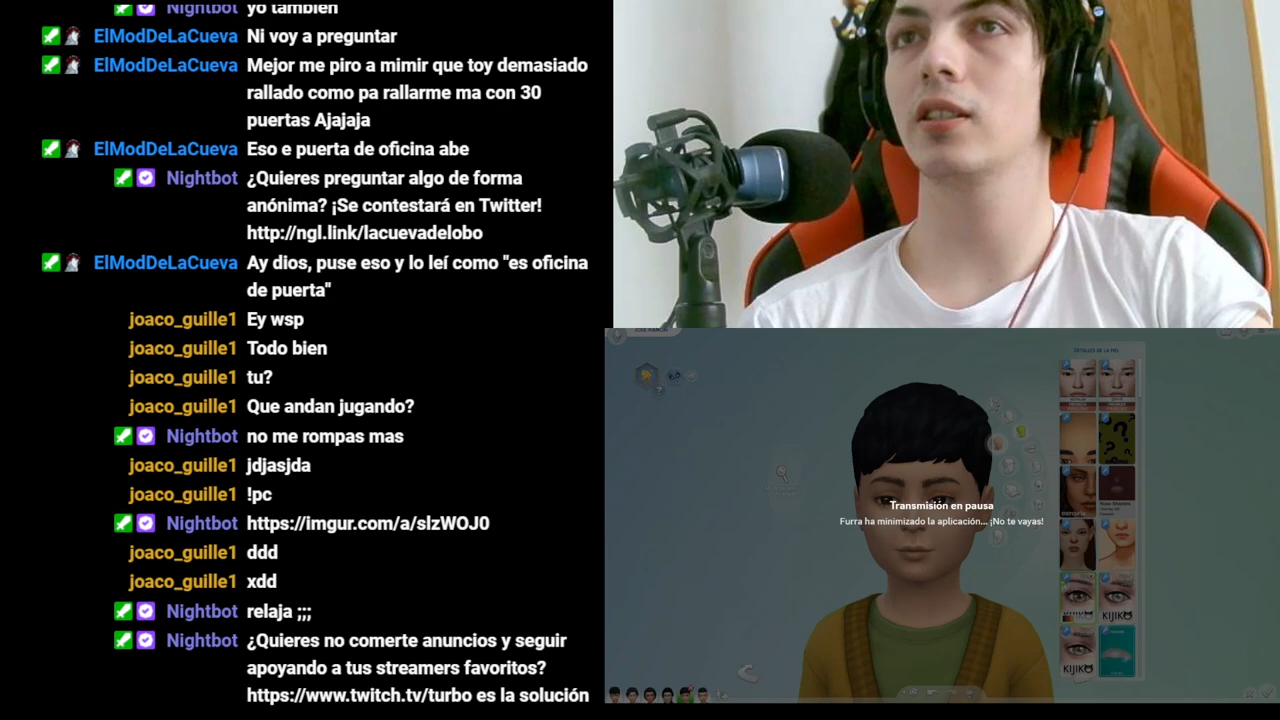 Nightbot yo también
ElModDeLaCueva Ni voy a preguntar
ElModDeLaCueva Mejor me piro a mimir que toy demasiado
rallado como pa rallarme ma con 30
puertas Ajajaja
ElModDeLaCueva Eso e puerta de oficina abe
Nightbot ¿Quieres preguntar algo de forma
anónima? ¡Se contestará en Twitter!
http://ngl.link/lacuevadelobo
ElModDeLaCueva Ay dios, puse eso y lo leí como "es oficina
de puerta"
joaco_guille1 Ey wsp
joaco_guille1 Todo bien
joaco_guille1 tu?
joaco_guille1 Que andan jugando?
Nightbot no me rompas mas
joaco_guille1 jdjasjda
joaco_guille1 !pc
Nightbot https://imgur.com/a/slzWOJ0
joaco_guille1 ddd
joaco_guille1 xdd
Nightbot relaja ;;;
Nightbot ¿Quieres no comerte anuncios y seguir
apoyando a tus streamers favoritos?
https://www.twitch.tv/turbo es la solución
DETALLES DE LA PIEL
Transmisión en pausa
Furra ha minimizado la aplicación... ¡No te vayas!
KIJIKO
KIJIKO
KIJIKO